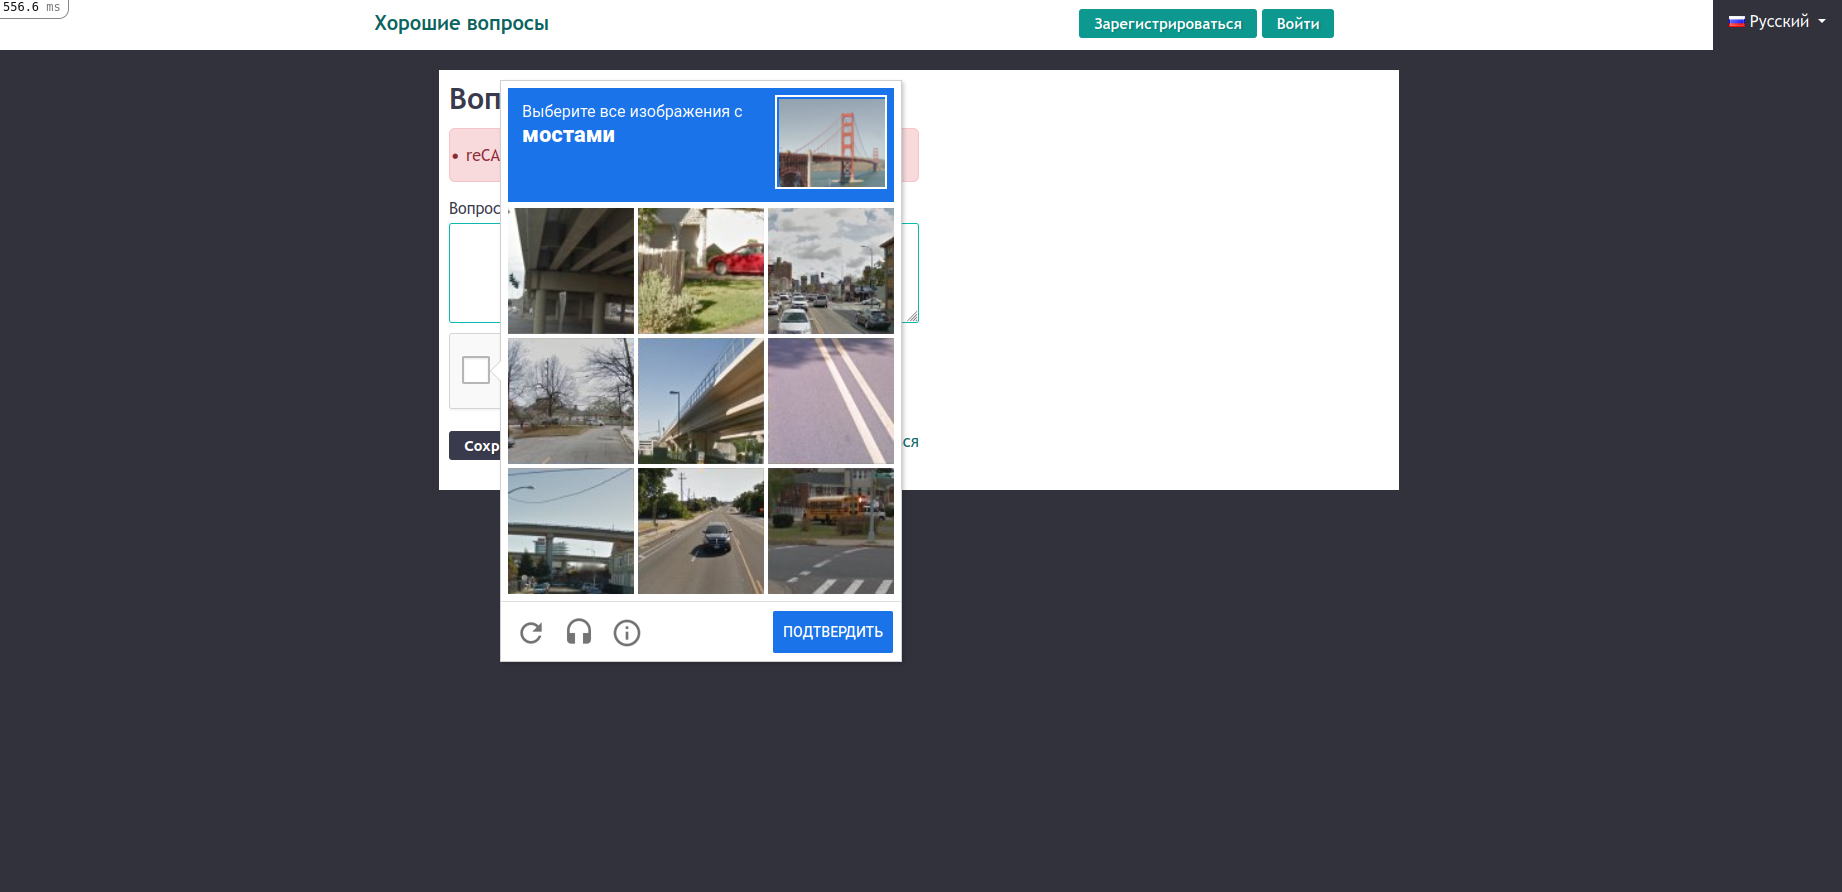 556.6 ms
Хорошие вопросы
Зарегистрироваться
Войти
Русский
Воп
reCA
Вопрос
Сохр
ся
Выберите все изображения с
мостами
ПОДТВЕРДИТЬ